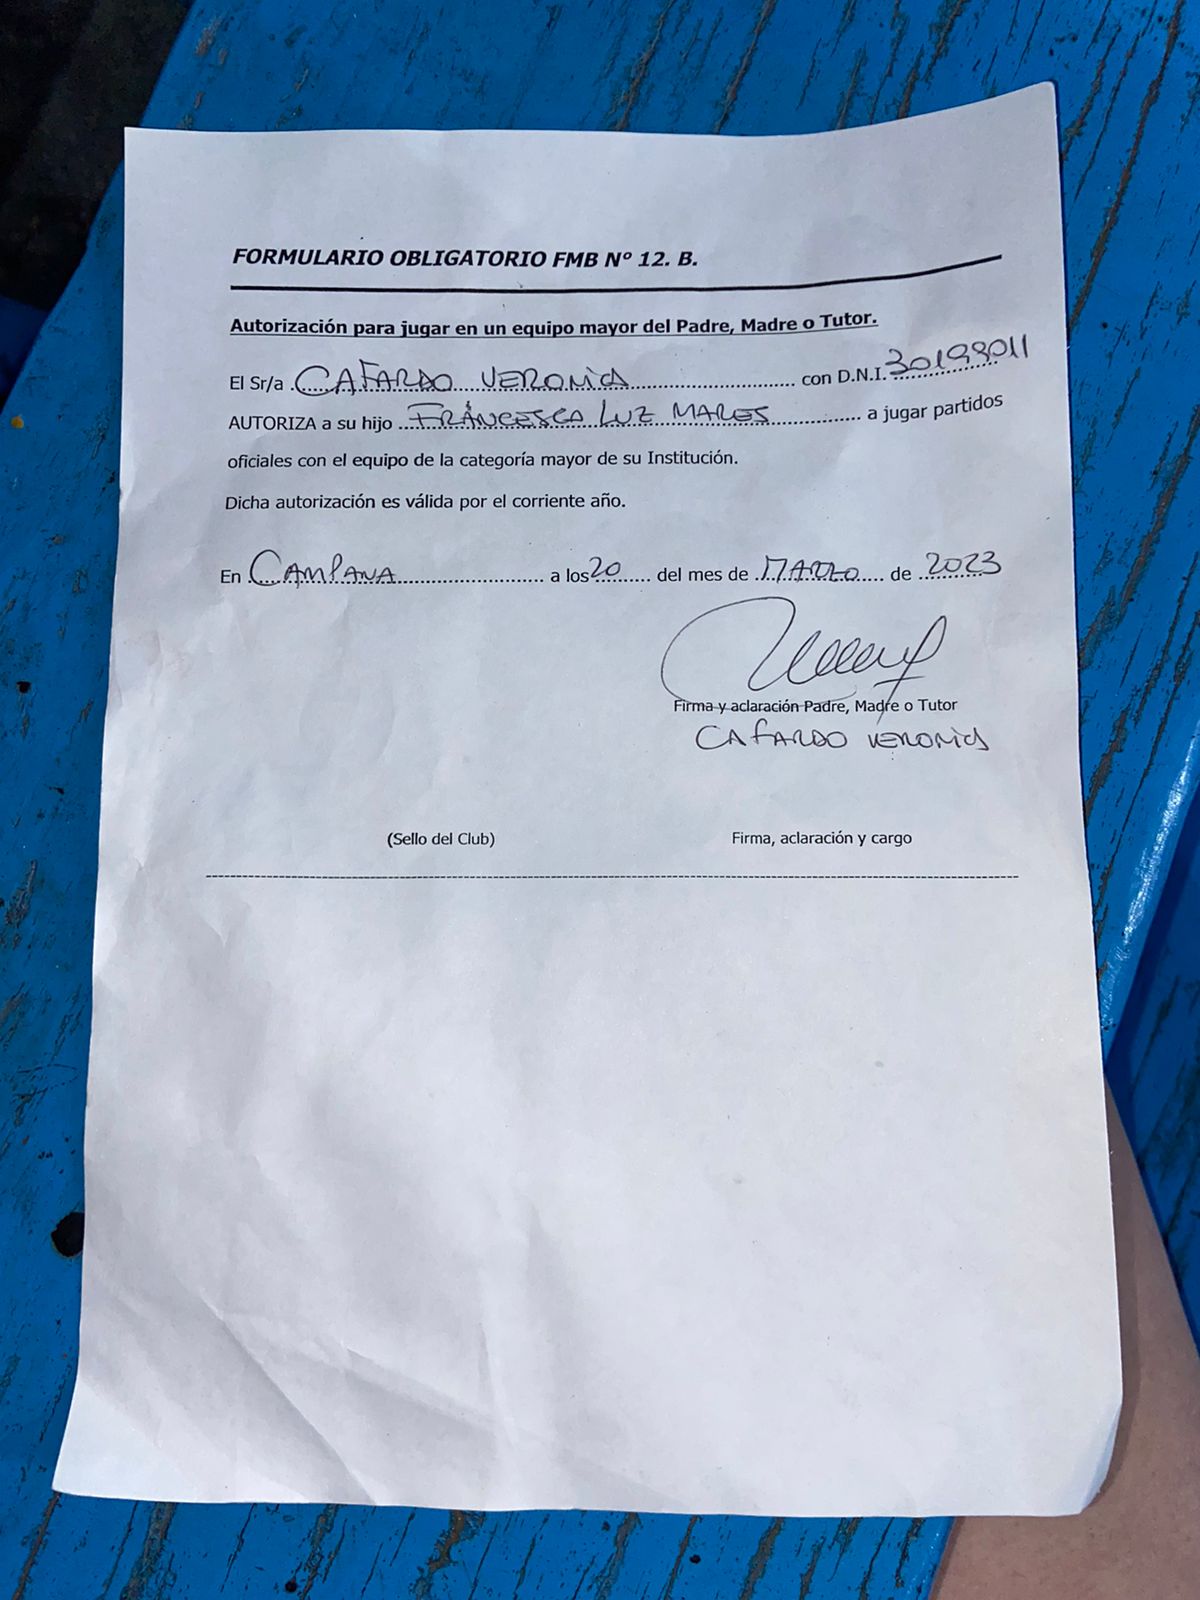 FORMULARIO OBLIGATORIO FMB Nº 12. B.
Autorización para jugar en un equipo mayor del Padre, Madre o Tutor.
El Sr/a CAFARDO VERONICA con D.N.I. 30198011
AUTORIZA a su hijo FRANCESCA LUZ MARES a jugar partidos
oficiales con el equipo de la categoría mayor de su Institución.
Dicha autorización es válida por el corriente año.
En CAMPANA a los 20 del mes de MARZO de 2023
Firma y aclaración Padre, Madre o Tutor
CAFARDO VERONICA
(Sello del Club) Firma, aclaración y cargo